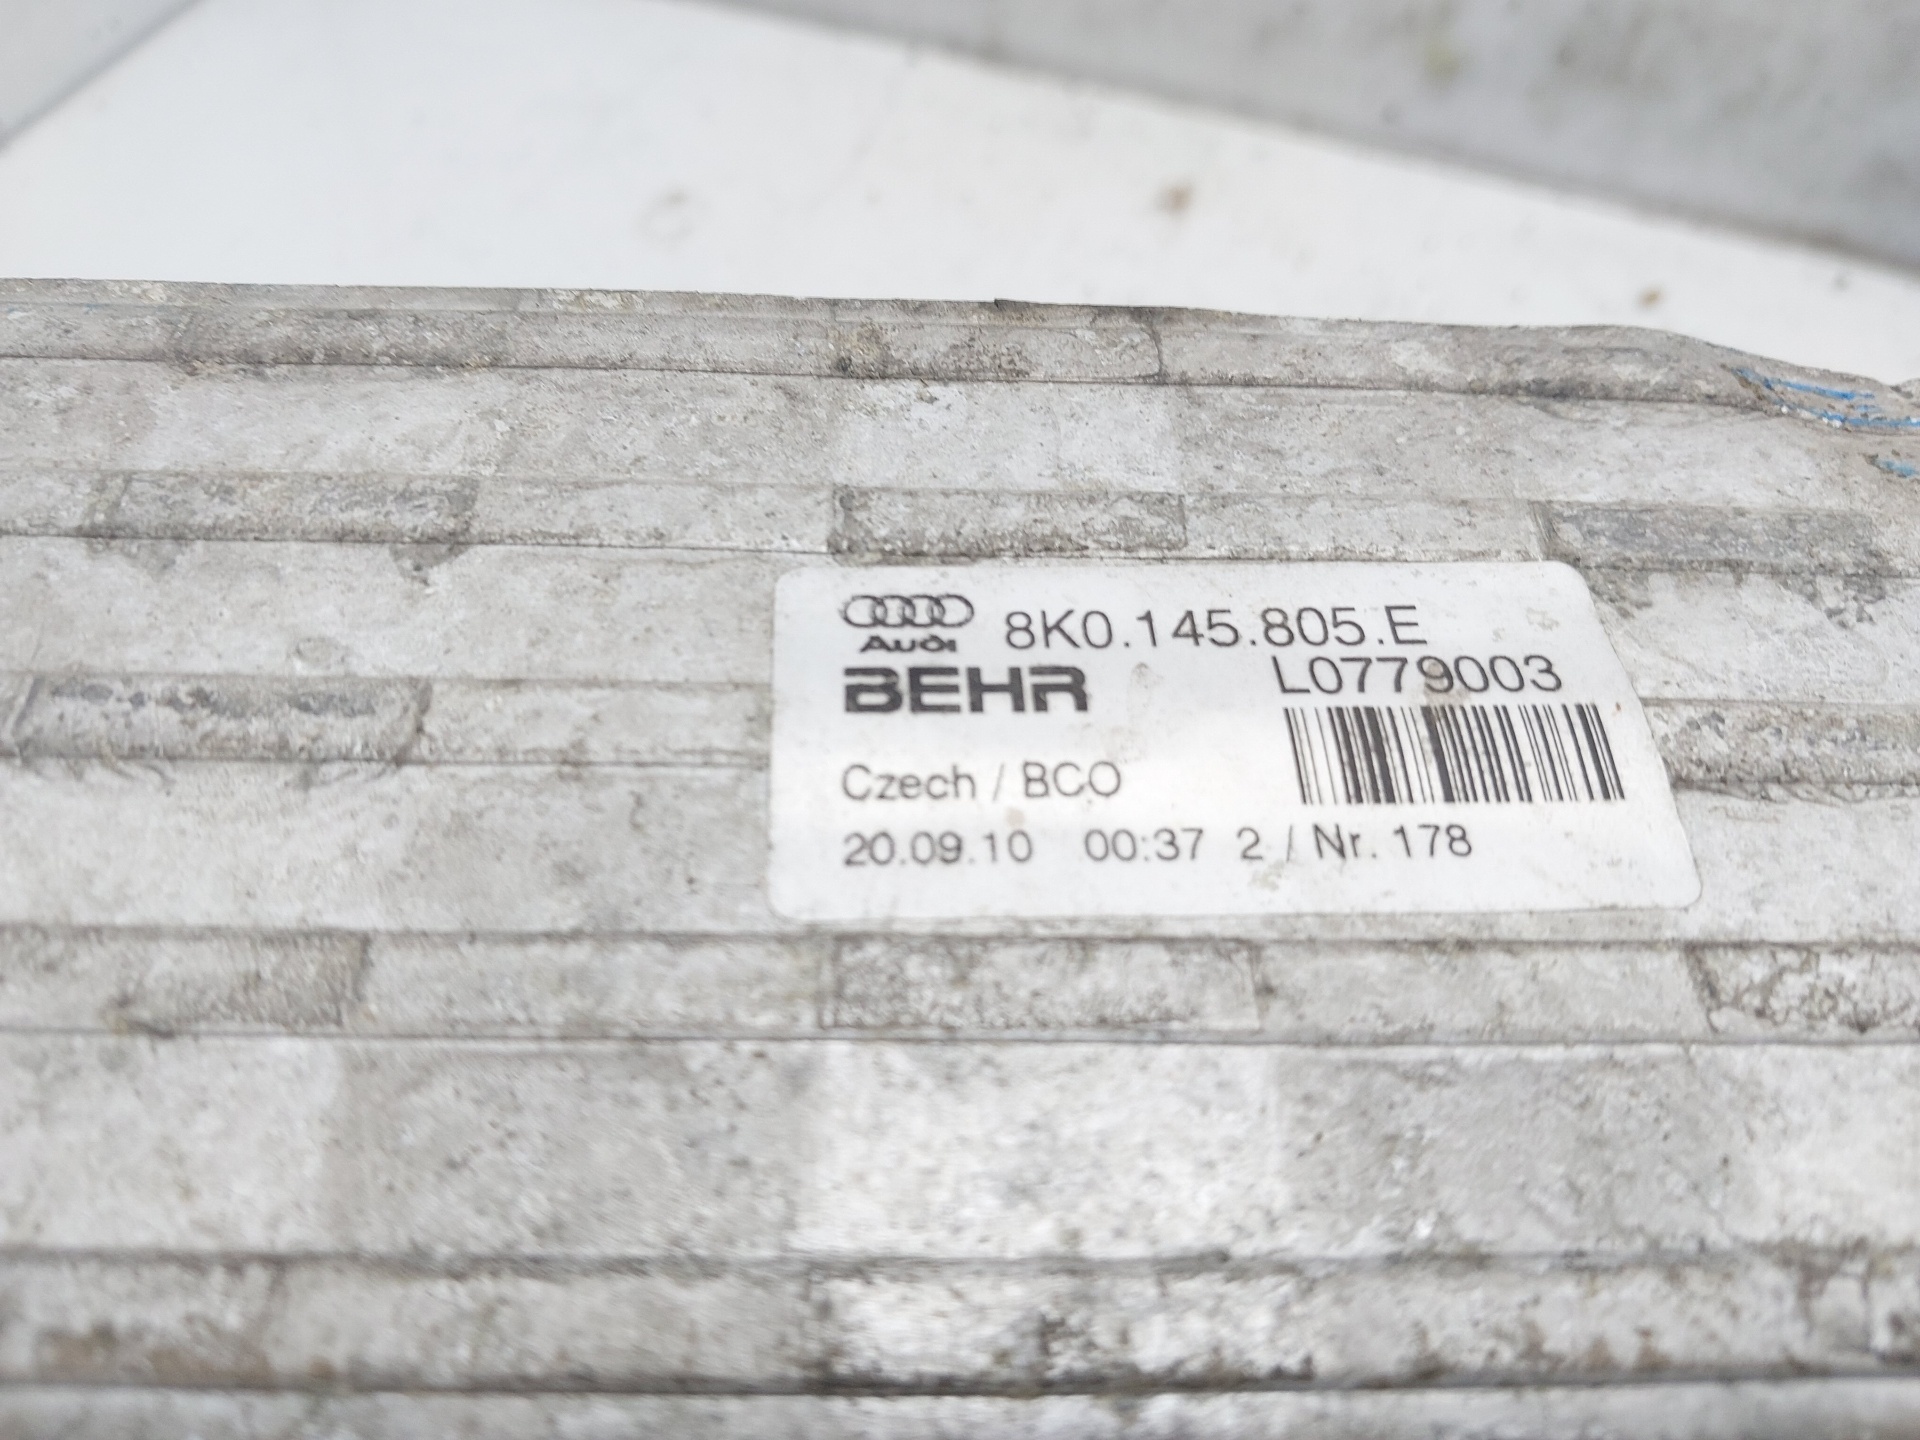 Audi 8K0.145.805.E
BEHR L0779003
Czech / BCO
20.09.10 00:37 2 / Nr. 178